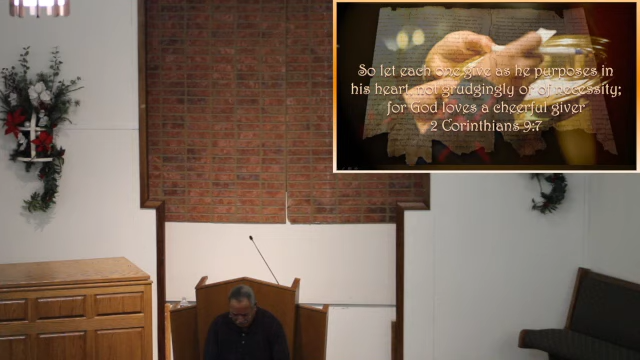 So let each one give as he purposes in
his heart, not grudgingly or of necessity;
for God loves a cheerful giver
2 Corinthians 9:7